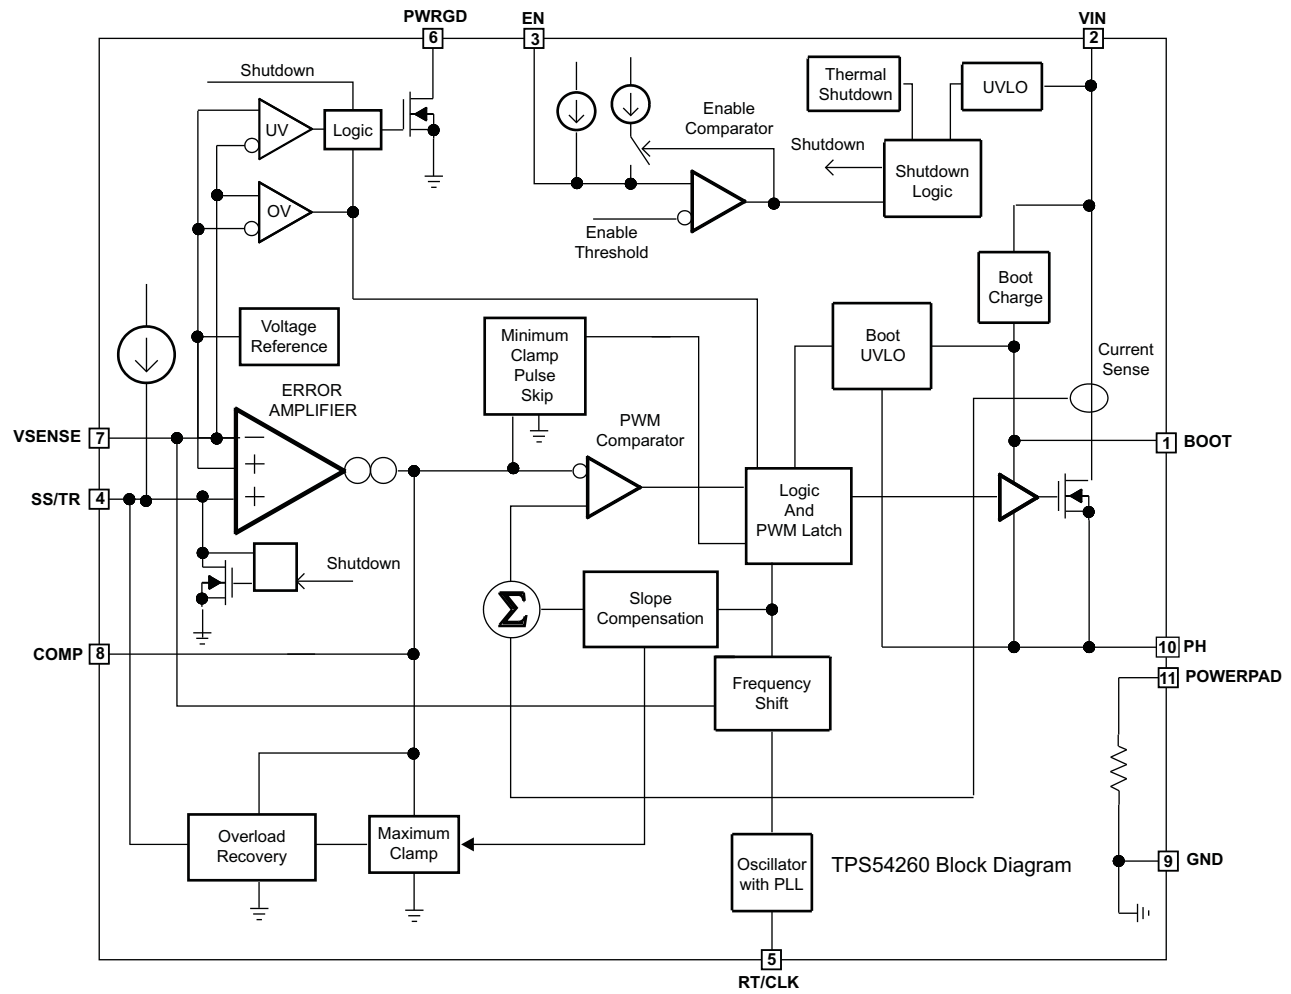 PWRGD
EN
VIN
6
3
2
Shutdown
Thermal
Shutdown
UVLO
UV
Logic
Enable
Comparator
Shutdown
Shutdown
Logic
OV
Enable
Threshold
Boot
Charge
Voltage
Reference
Minimum
Clamp
Pulse
Skip
Boot
UVLO
Current
Sense
ERROR
AMPLIFIER
PWM
Comparator
VSENSE
7
1
BOOT
−
+
+
SS/TR
4
Logic
And
PWM Latch
Shutdown
Σ
Slope
Compensation
COMP
8
10
PH
11
POWERPAD
Frequency
Shift
Overload
Recovery
Maximum
Clamp
Oscillator
with PLL
TPS54260 Block Diagram
9
GND
5
RT/CLK